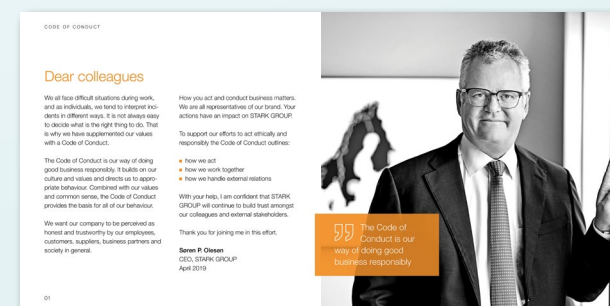 CODE OF CONDUCT
Dear colleagues
We all face difficult situations during work,
and as individuals, we tend to interpret inci-
dents in different ways. It is not always easy
to decide what is the right thing to do. That
is why we have supplemented our values
with a Code of Conduct.
The Code of Conduct is our way of doing
good business responsibly. It builds on our
culture and values and directs us to appro-
priate behaviour. Combined with our values
and common sense, the Code of Conduct
provides the basis for all of our behaviour.
We want our company to be perceived as
honest and trustworthy by our employees,
customers, suppliers, business partners and
society in general.
01
How you act and conduct business matters.
We are all representatives of our brand. Your
actions have an impact on STARK GROUP.
To support our efforts to act ethically and
responsibly the Code of Conduct outlines:
how we act
how we work together
how we handle external relations
With your help, I am confident that STARK
GROUP will continue to build trust amongst
our colleagues and external stakeholders.
Thank you for joining me in this effort.
Søren P. Olesen
CEO, STARK GROUP
April 2019
The Code of
Conduct is our
way of doing good
business responsibly